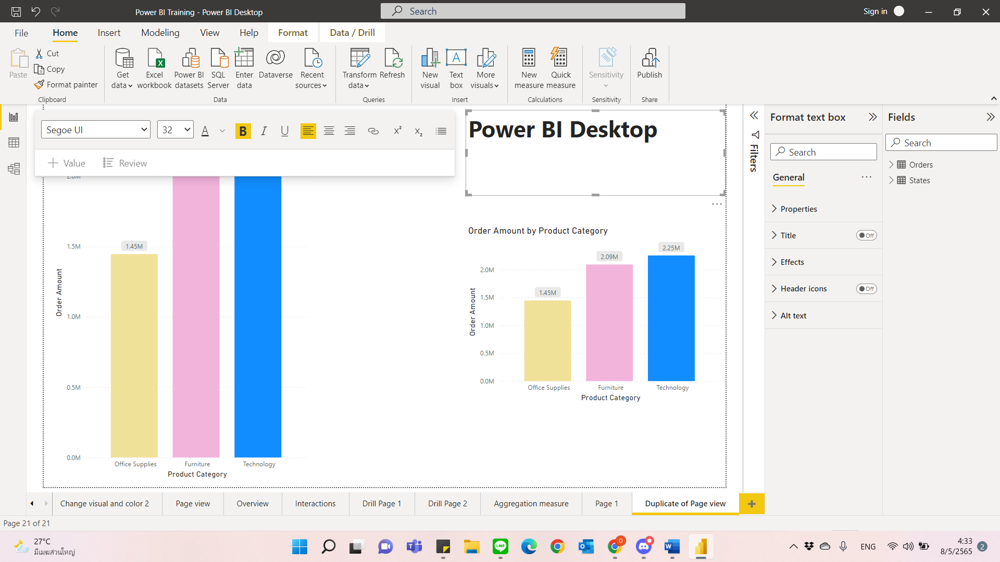 Power BI Training - Power BI Desktop
Search
Sign in
File
Home
Insert
Modeling
View
Help
Format
Data / Drill
Paste
Cut
Copy
Format painter
Clipboard
Get data
Excel workbook
Power BI datasets
SQL Server
Enter data
Dataverse
Recent sources
Data
Transform data
Refresh
Queries
New visual
Text box
More visuals
Insert
New measure
Quick measure
Calculations
Sensitivity
Sensitivity
Publish
Share
Segoe UI
32
Value
Review
Power BI Desktop
2.0M
1.5M
1.0M
0.5M
0.0M
1.45M
Order Amount
Office Supplies
Furniture
Technology
Product Category
Order Amount by Product Category
2.25M
2.09M
1.45M
2.0M
1.5M
1.0M
0.5M
0.0M
Order Amount
Office Supplies
Furniture
Technology
Product Category
Filters
Format text box
Search
General
Properties
Title
Off
Effects
Header icons
Off
Alt text
Fields
Search
Orders
States
Change visual and color 2
Page view
Overview
Interactions
Drill Page 1
Drill Page 2
Aggregation measure
Page 1
Duplicate of Page view
Page 21 of 21
27°C
มีเมฆส่วนใหญ่
ENG
4:33
8/5/2565
2